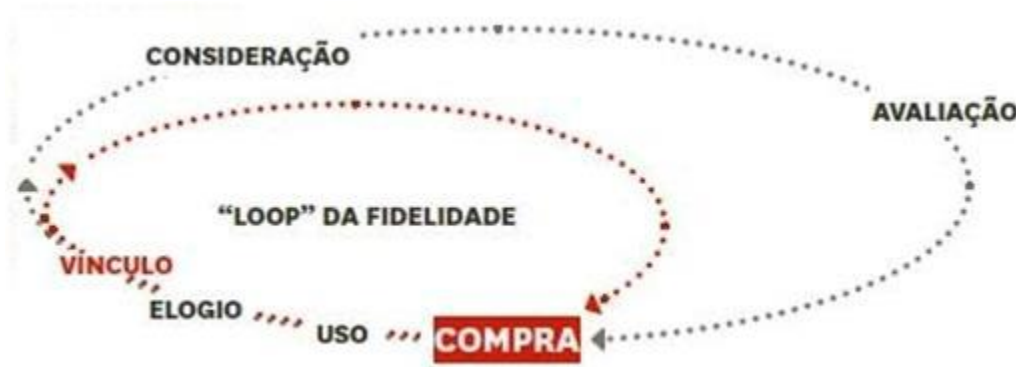 CONSIDERAÇÃO
AVALIAÇÃO
“LOOP” DA FIDELIDADE
VÍNCULO
ELOGIO
USO
COMPRA